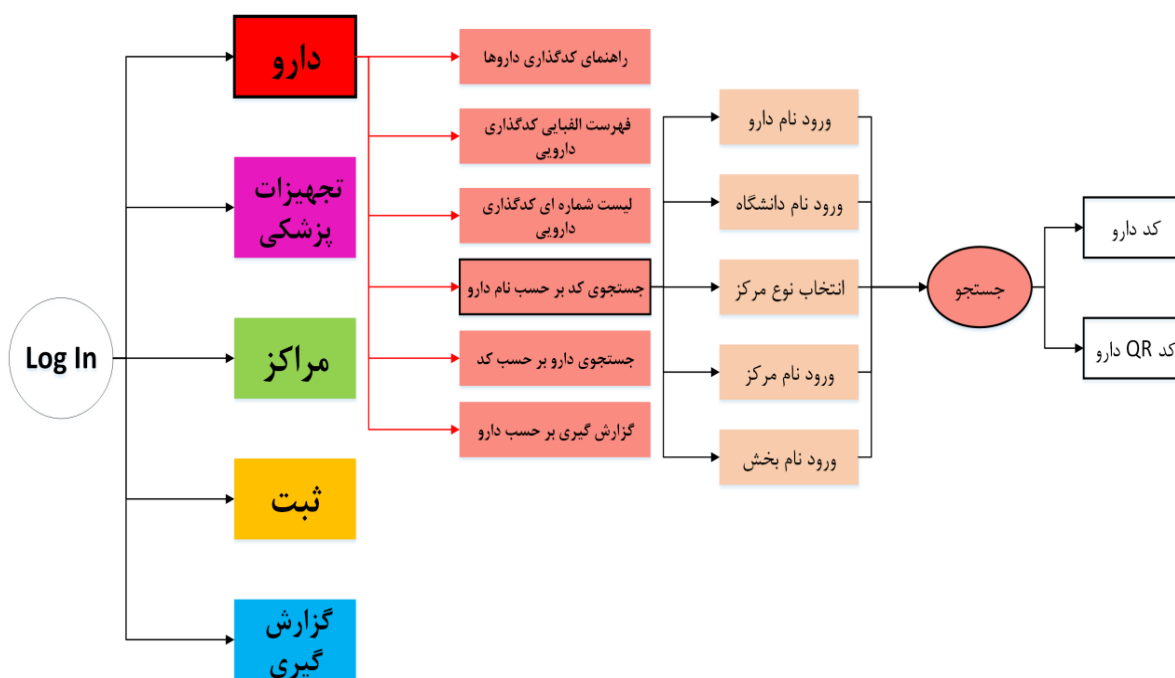 Log In
دارو
تجهیزات
پزشکی
مراکز
ثبت
گزارش
گیری
راهنمای کدگذاری داروها
فهرست الفبایی کدگذاری
دارویی
لیست شماره ای کدگذاری
دارویی
جستجوی کد بر حسب نام دارو
جستجوی دارو بر حسب کد
گزارش گیری بر حسب دارو
ورود نام دارو
ورود نام دانشگاه
انتخاب نوع مرکز
ورود نام مرکز
ورود نام بخش
جستجو
کد دارو
کد QR دارو